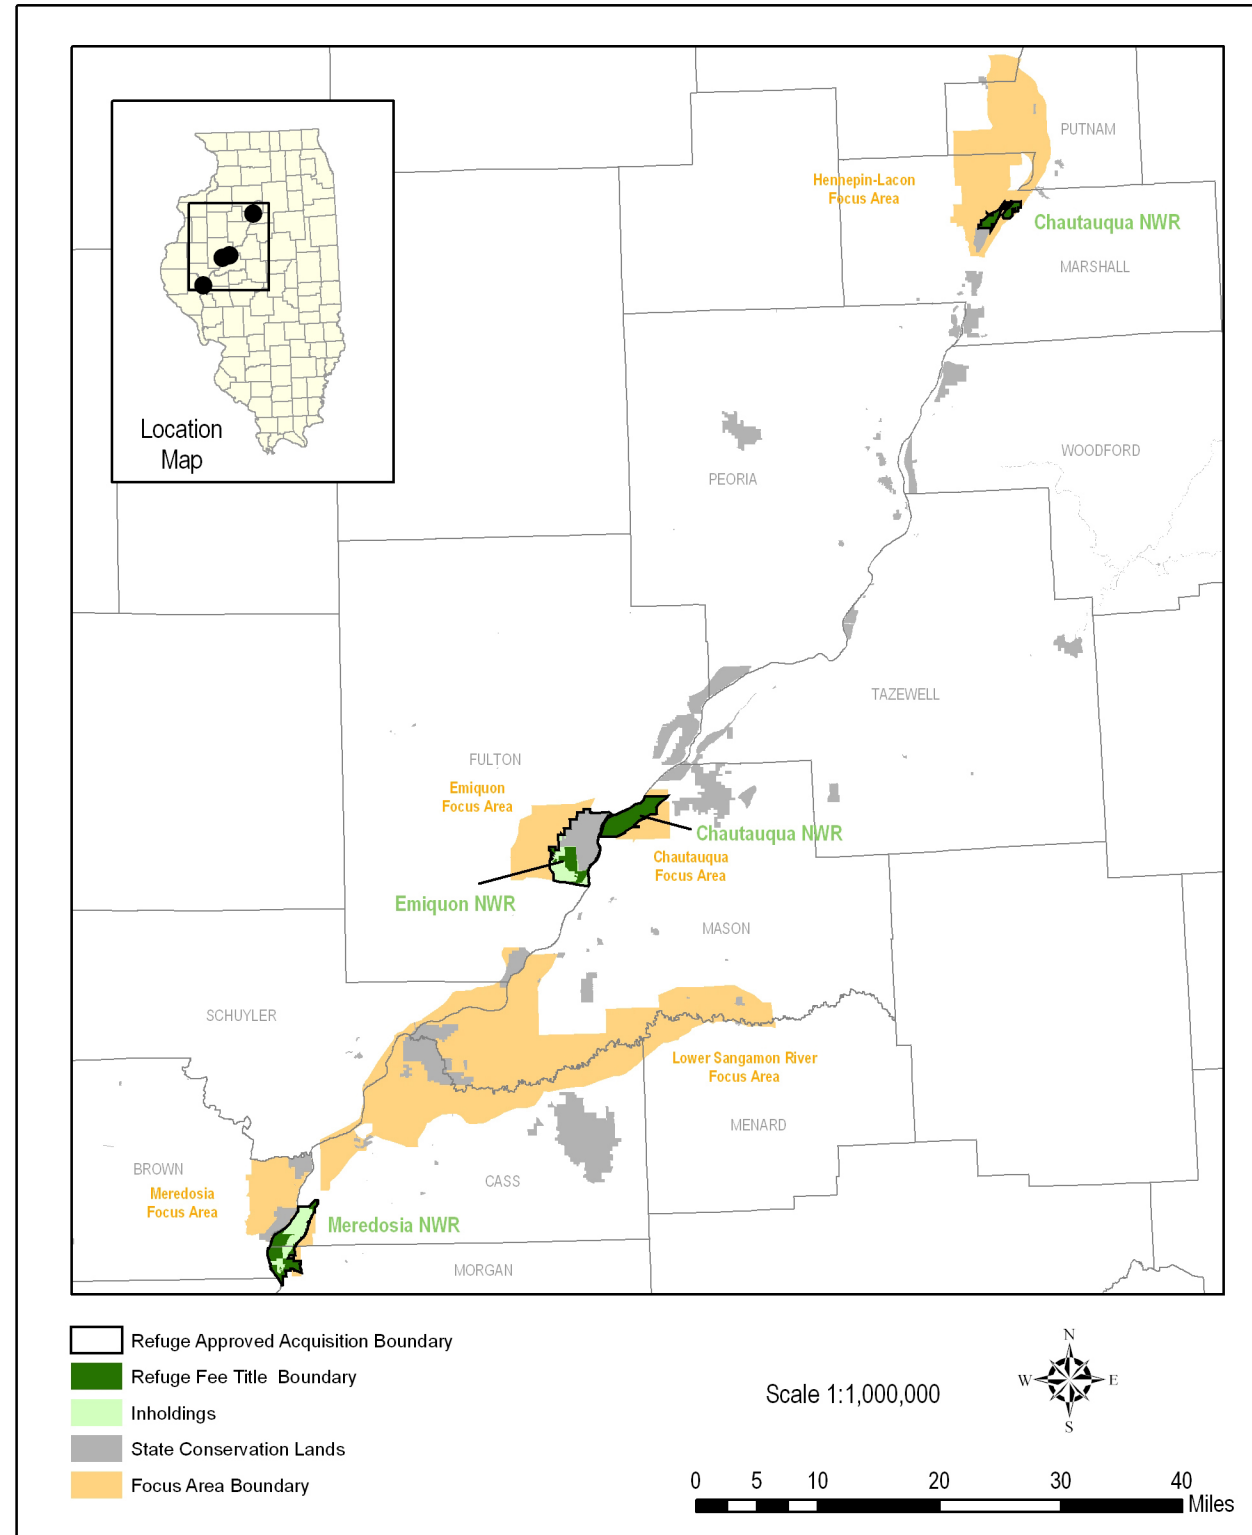 PUTNAM
Hennepin-Lacon
Focus Area
Chautauqua NWR
MARSHALL
Location
Map
WOODFORD
PEORIA
TAZEWELL
FULTON
Emiquon
Focus Area
Chautauqua NWR
Chautauqua
Focus Area
Emiquon NWR
MASON
SCHUYLER
Lower Sangamon River
Focus Area
MENARD
BROWN
CASS
Meredosia
Focus Area
Meredosia NWR
MORGAN
Refuge Approved Acquisition Boundary
Refuge Fee Title Boundary
Inholdings
State Conservation Lands
Focus Area Boundary
Scale 1:1,000,000
N
W E
S
0 5 10 20 30 40
Miles